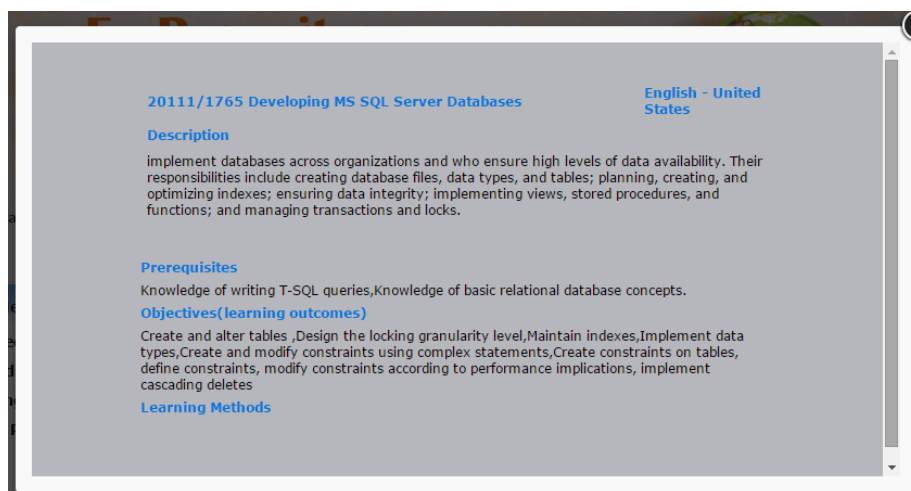 20111/1765 Developing MS SQL Server Databases
English - United
States
Description
implement databases across organizations and who ensure high levels of data availability. Their
responsibilities include creating database files, data types, and tables; planning, creating, and
optimizing indexes; ensuring data integrity; implementing views, stored procedures, and
functions; and managing transactions and locks.
Prerequisites
Knowledge of writing T-SQL queries,Knowledge of basic relational database concepts.
Objectives(learning outcomes)
Create and alter tables ,Design the locking granularity level,Maintain indexes,Implement data
types,Create and modify constraints using complex statements,Create constraints on tables,
define constraints, modify constraints according to performance implications, implement
cascading deletes
Learning Methods